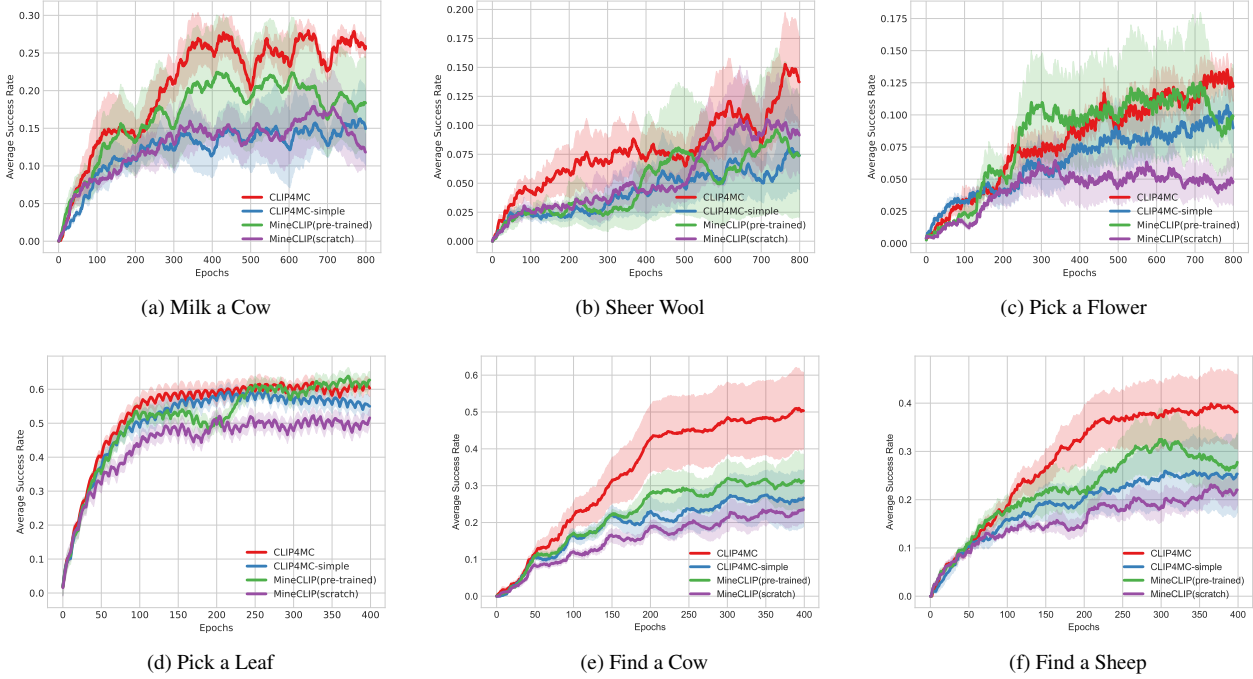 0.30
0.25
0.20
0.15
0.10
0.05
0.00
Average Success Rate
0 100 200 300 400 500 600 700 800
Epochs
CLIP4MC
CLIP4MC-simple
MineCLIP(pre-trained)
MineCLIP(scratch)
(a) Milk a Cow
0.200
0.175
0.150
0.125
0.100
0.075
0.050
0.025
0.000
Average Success Rate
0 100 200 300 400 500 600 700 800
Epochs
CLIP4MC
CLIP4MC-simple
MineCLIP(pre-trained)
MineCLIP(scratch)
(b) Sheer Wool
0.175
0.150
0.125
0.100
0.075
0.050
0.025
0.000
Average Success Rate
0 100 200 300 400 500 600 700 800
Epochs
CLIP4MC
CLIP4MC-simple
MineCLIP(pre-trained)
MineCLIP(scratch)
(c) Pick a Flower
0.6
0.5
0.4
0.3
0.2
0.1
0.0
Average Success Rate
0 50 100 150 200 250 300 350 400
Epochs
CLIP4MC
CLIP4MC-simple
MineCLIP(pre-trained)
MineCLIP(scratch)
(d) Pick a Leaf
0.6
0.5
0.4
0.3
0.2
0.1
0.0
Average Success Rate
0 50 100 150 200 250 300 350 400
Epochs
CLIP4MC
CLIP4MC-simple
MineCLIP(pre-trained)
MineCLIP(scratch)
(e) Find a Cow
0.4
0.3
0.2
0.1
0.0
Average Success Rate
0 50 100 150 200 250 300 350 400
Epochs
CLIP4MC
CLIP4MC-simple
MineCLIP(pre-trained)
MineCLIP(scratch)
(f) Find a Sheep